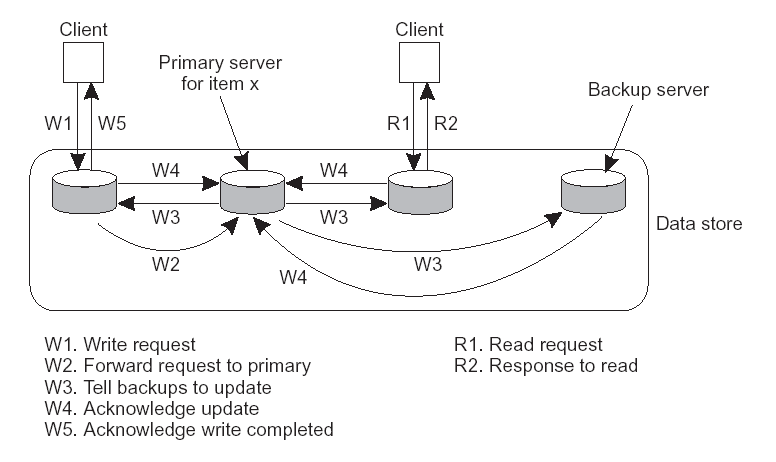 Client
Client
Primary server
for item x
Backup server
W1
W5
R1
R2
W4
W4
W3
W3
W2
W3
W4
Data store
W1. Write request
W2. Forward request to primary
W3. Tell backups to update
W4. Acknowledge update
W5. Acknowledge write completed
R1. Read request
R2. Response to read